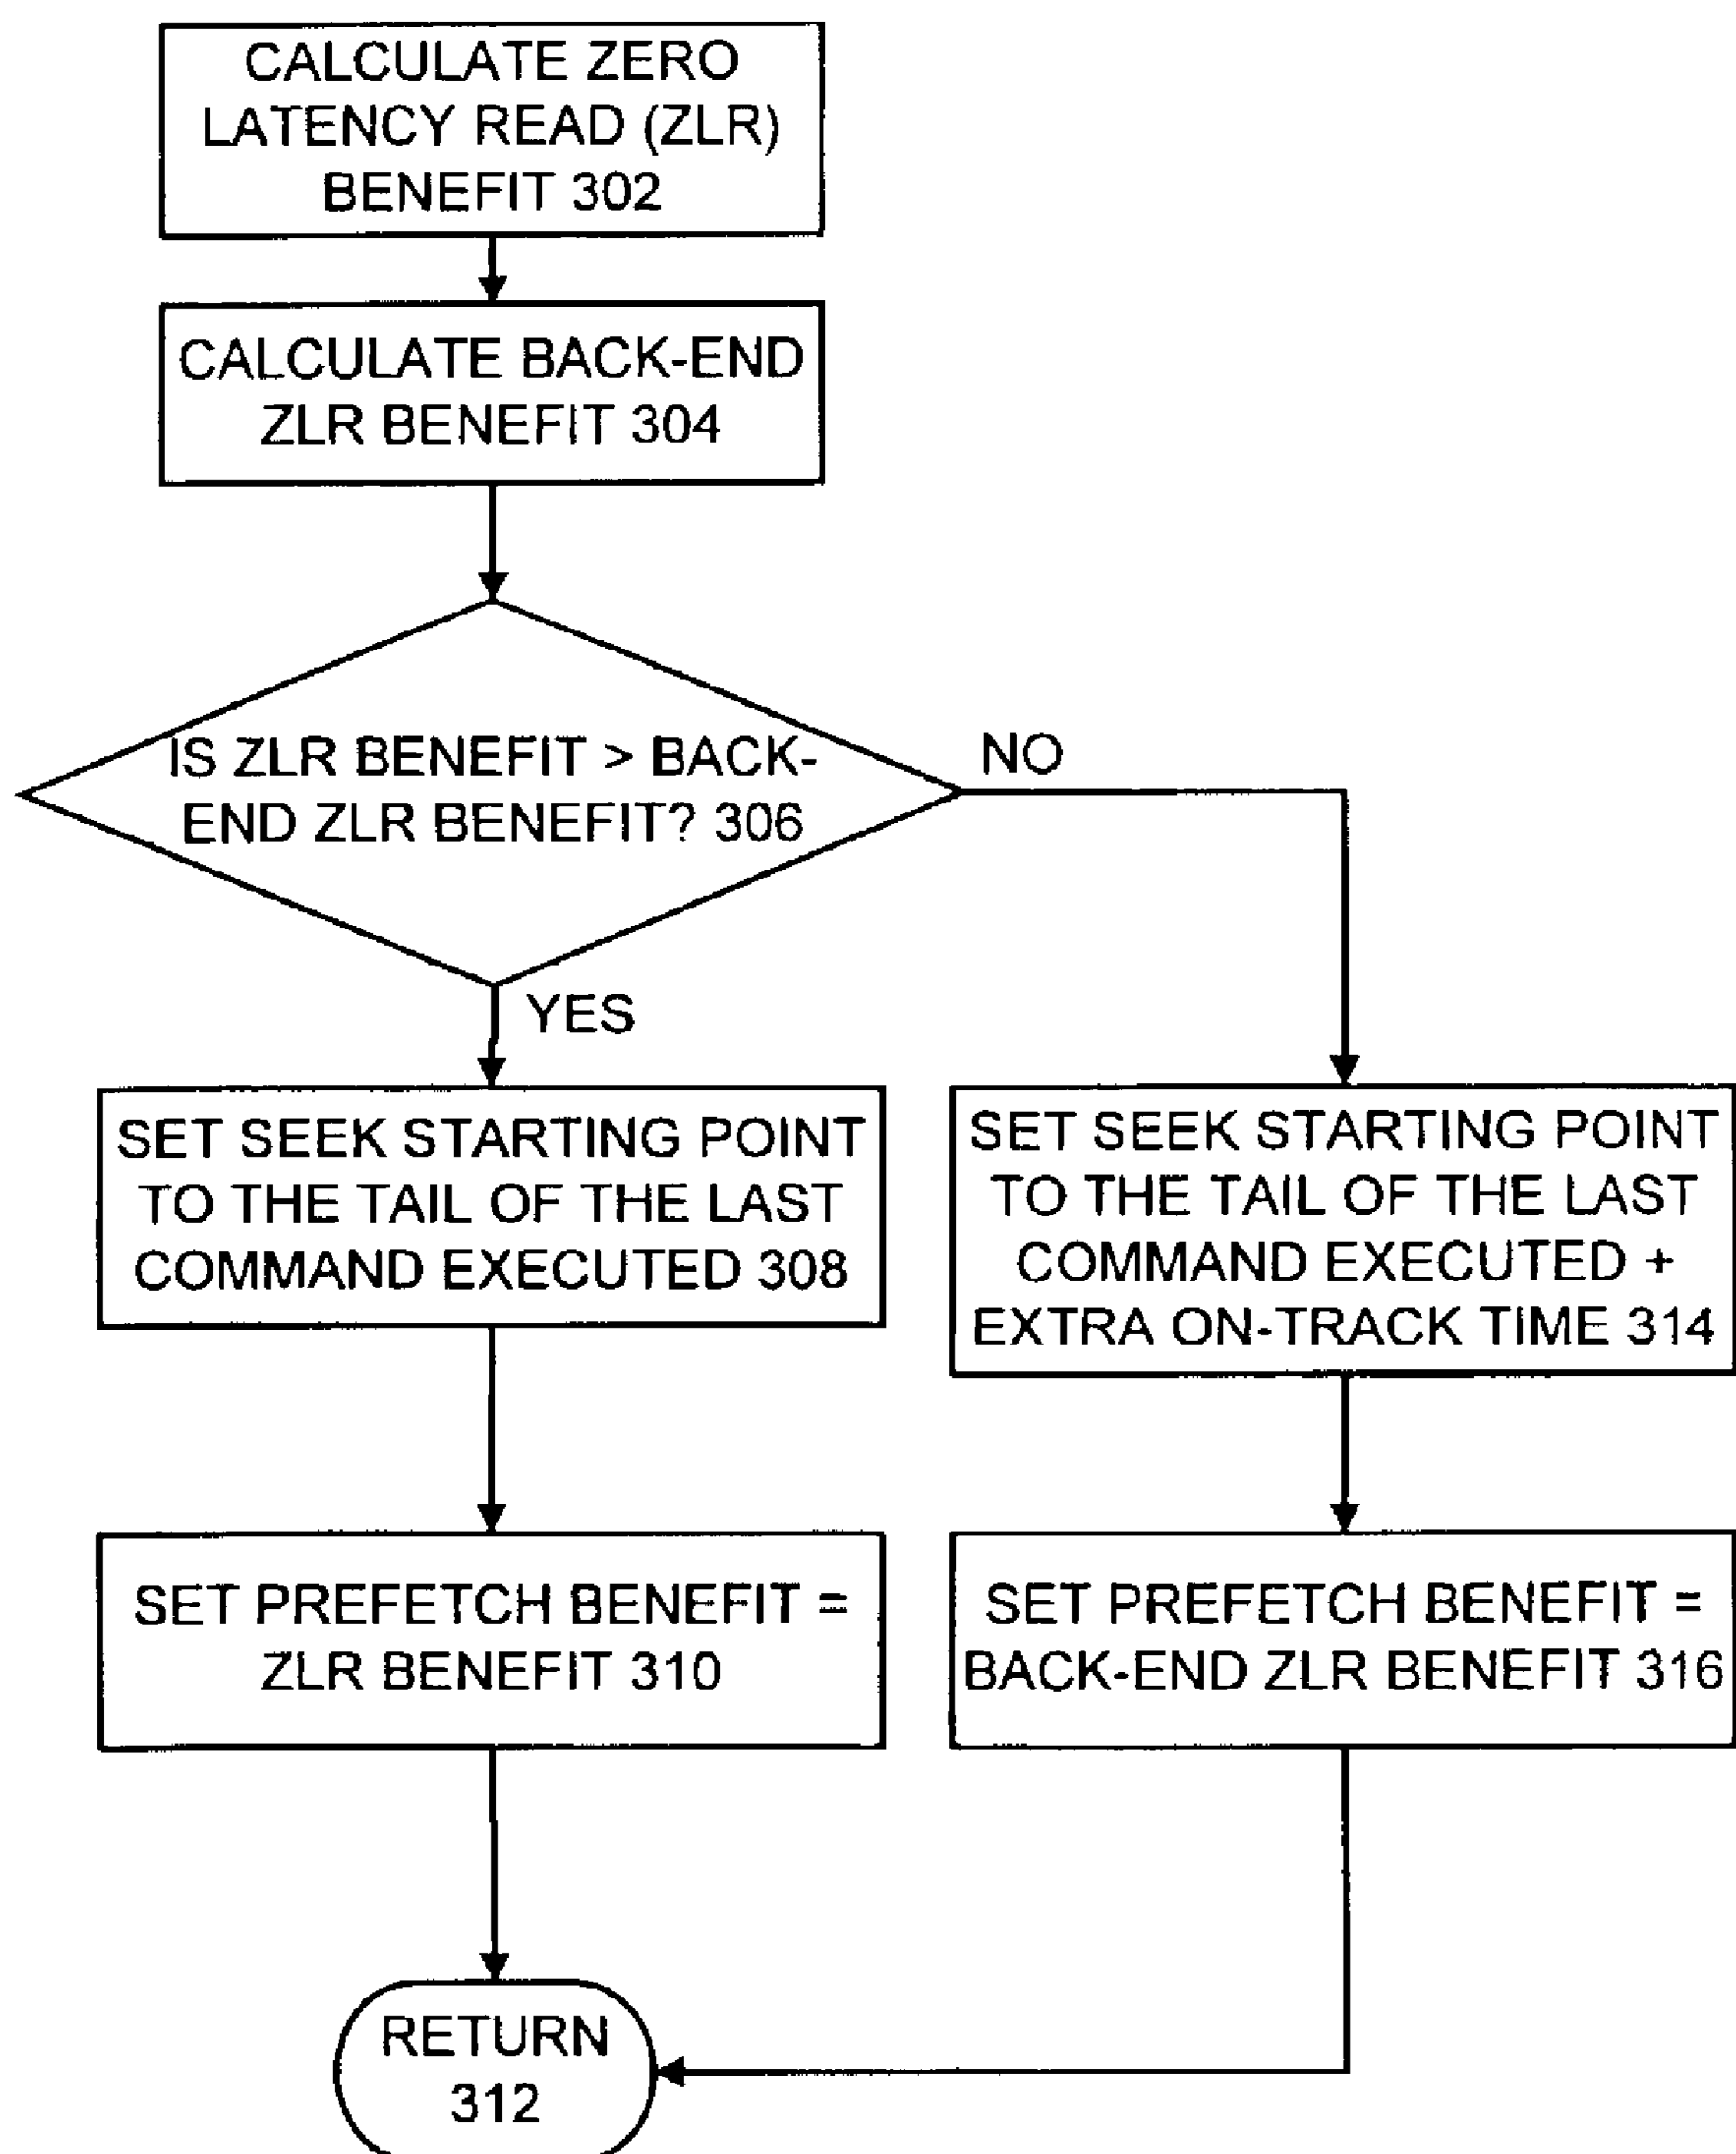 CALCULATE ZERO
LATENCY READ (ZLR)
BENEFIT 302
CALCULATE BACK-END
ZLR BENEFIT 304
IS ZLR BENEFIT > BACK-
END ZLR BENEFIT? 306
NO
YES
SET SEEK STARTING POINT
TO THE TAIL OF THE LAST
COMMAND EXECUTED 308
SET SEEK STARTING POINT
TO THE TAIL OF THE LAST
COMMAND EXECUTED +
EXTRA ON-TRACK TIME 314
SET PREFETCH BENEFIT =
ZLR BENEFIT 310
SET PREFETCH BENEFIT =
BACK-END ZLR BENEFIT 316
RETURN
312